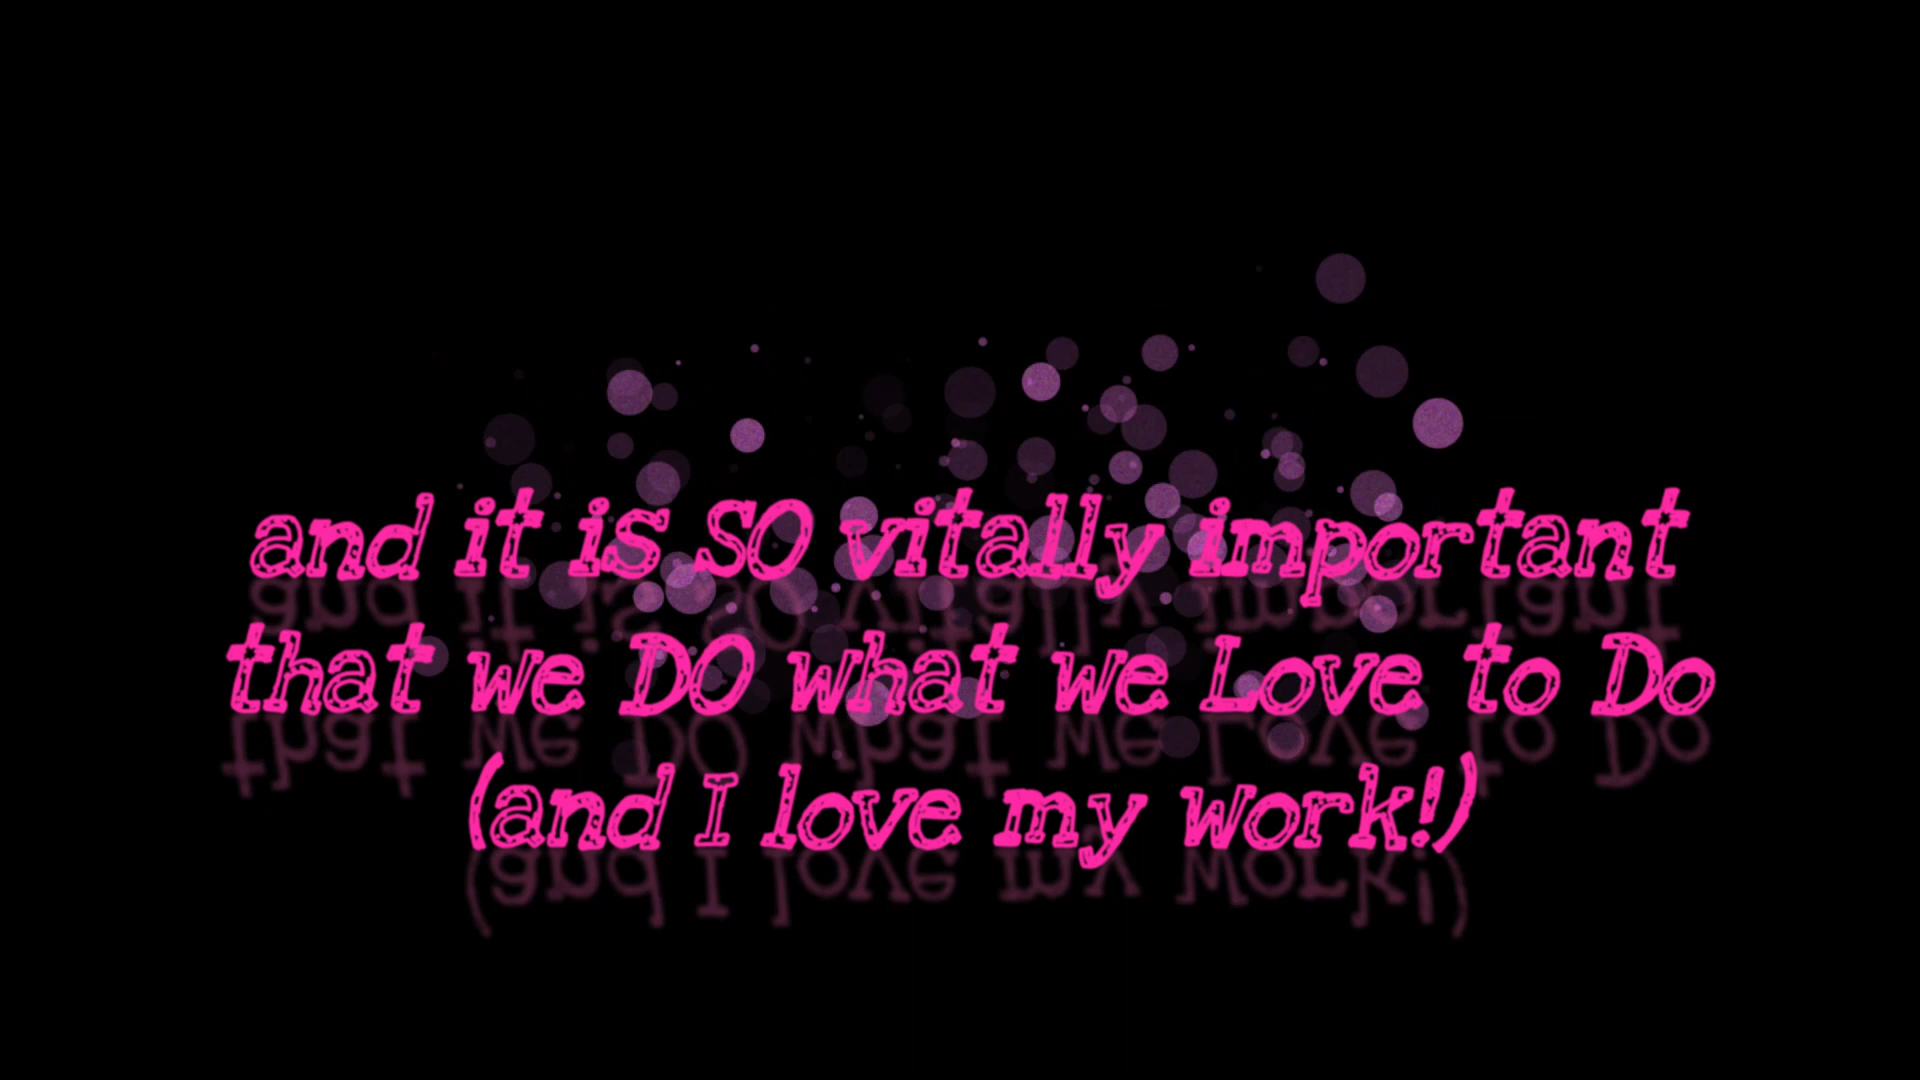 and it is SO vitally important
that we DO what we Love to Do
(and I love my work!)